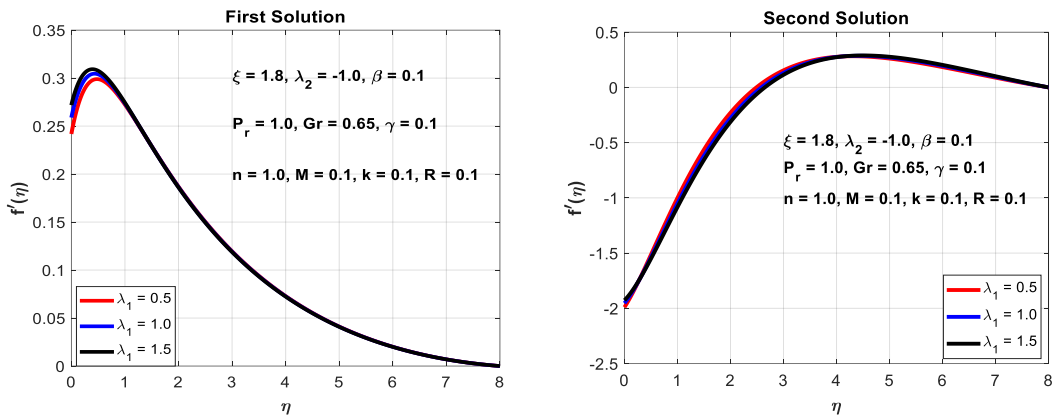 First Solution
0.35
0.3
0.25
0.2
0.15
0.1
0.05
0
f'(η)
ξ = 1.8, λ2 = -1.0, β = 0.1
Pr = 1.0, Gr = 0.65, γ = 0.1
n = 1.0, M = 0.1, k = 0.1, R = 0.1
λ1 = 0.5
λ1 = 1.0
λ1 = 1.5
0 1 2 3 4 5 6 7 8
η
Second Solution
0.5
0
-0.5
-1
-1.5
-2
-2.5
f'(η)
ξ = 1.8, λ2 = -1.0, β = 0.1
Pr = 1.0, Gr = 0.65, γ = 0.1
n = 1.0, M = 0.1, k = 0.1, R = 0.1
λ1 = 0.5
λ1 = 1.0
λ1 = 1.5
0 1 2 3 4 5 6 7 8
η